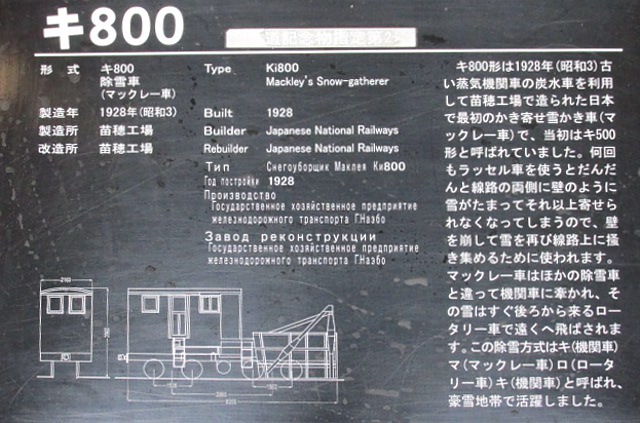 キ800
形式 キ800
除雪車
(マックレー車)
製造年 1928年(昭和3)
製造所 苗穂工場
改造所 苗穂工場
Type Ki800
Mackley's Snow-gatherer
Built 1928
Builder Japanese National Railways
Rebuilder Japanese National Railways
Тип Снегоуборщик Маклея Ки800
Год постройки 1928
Производство
Государственное хозяйственное предприятие
железнодорожного транспорта Г.Наэбо
Завод реконструкции
Государственное хозяйственное предприятие
железнодорожного транспорта Г.Наэбо
キ800形は1928年(昭和3)古
い蒸気機関車の炭水車を利用
して苗穂工場で造られた日本
で最初のかき寄せ雪かき車(マ
ックレー車)で、当初はキ500
形と呼ばれていました。何回
もラッセル車を使うとだんだ
んと線路の両側に壁のように
雪がたまってそれ以上寄せら
れなくなってしまうので、壁
を崩して雪を再び線路上に掻
き集めるために使われます。
マックレー車はほかの除雪車
と違って機関車に牽かれ、そ
の雪はすぐ後ろから来るロー
タリー車で遠くへ飛ばされま
す。この除雪方式はキ(機関車)
マ(マックレー車)ロ(ロータ
リー車)キ(機関車)と呼ばれ、
豪雪地帯で活躍しました。